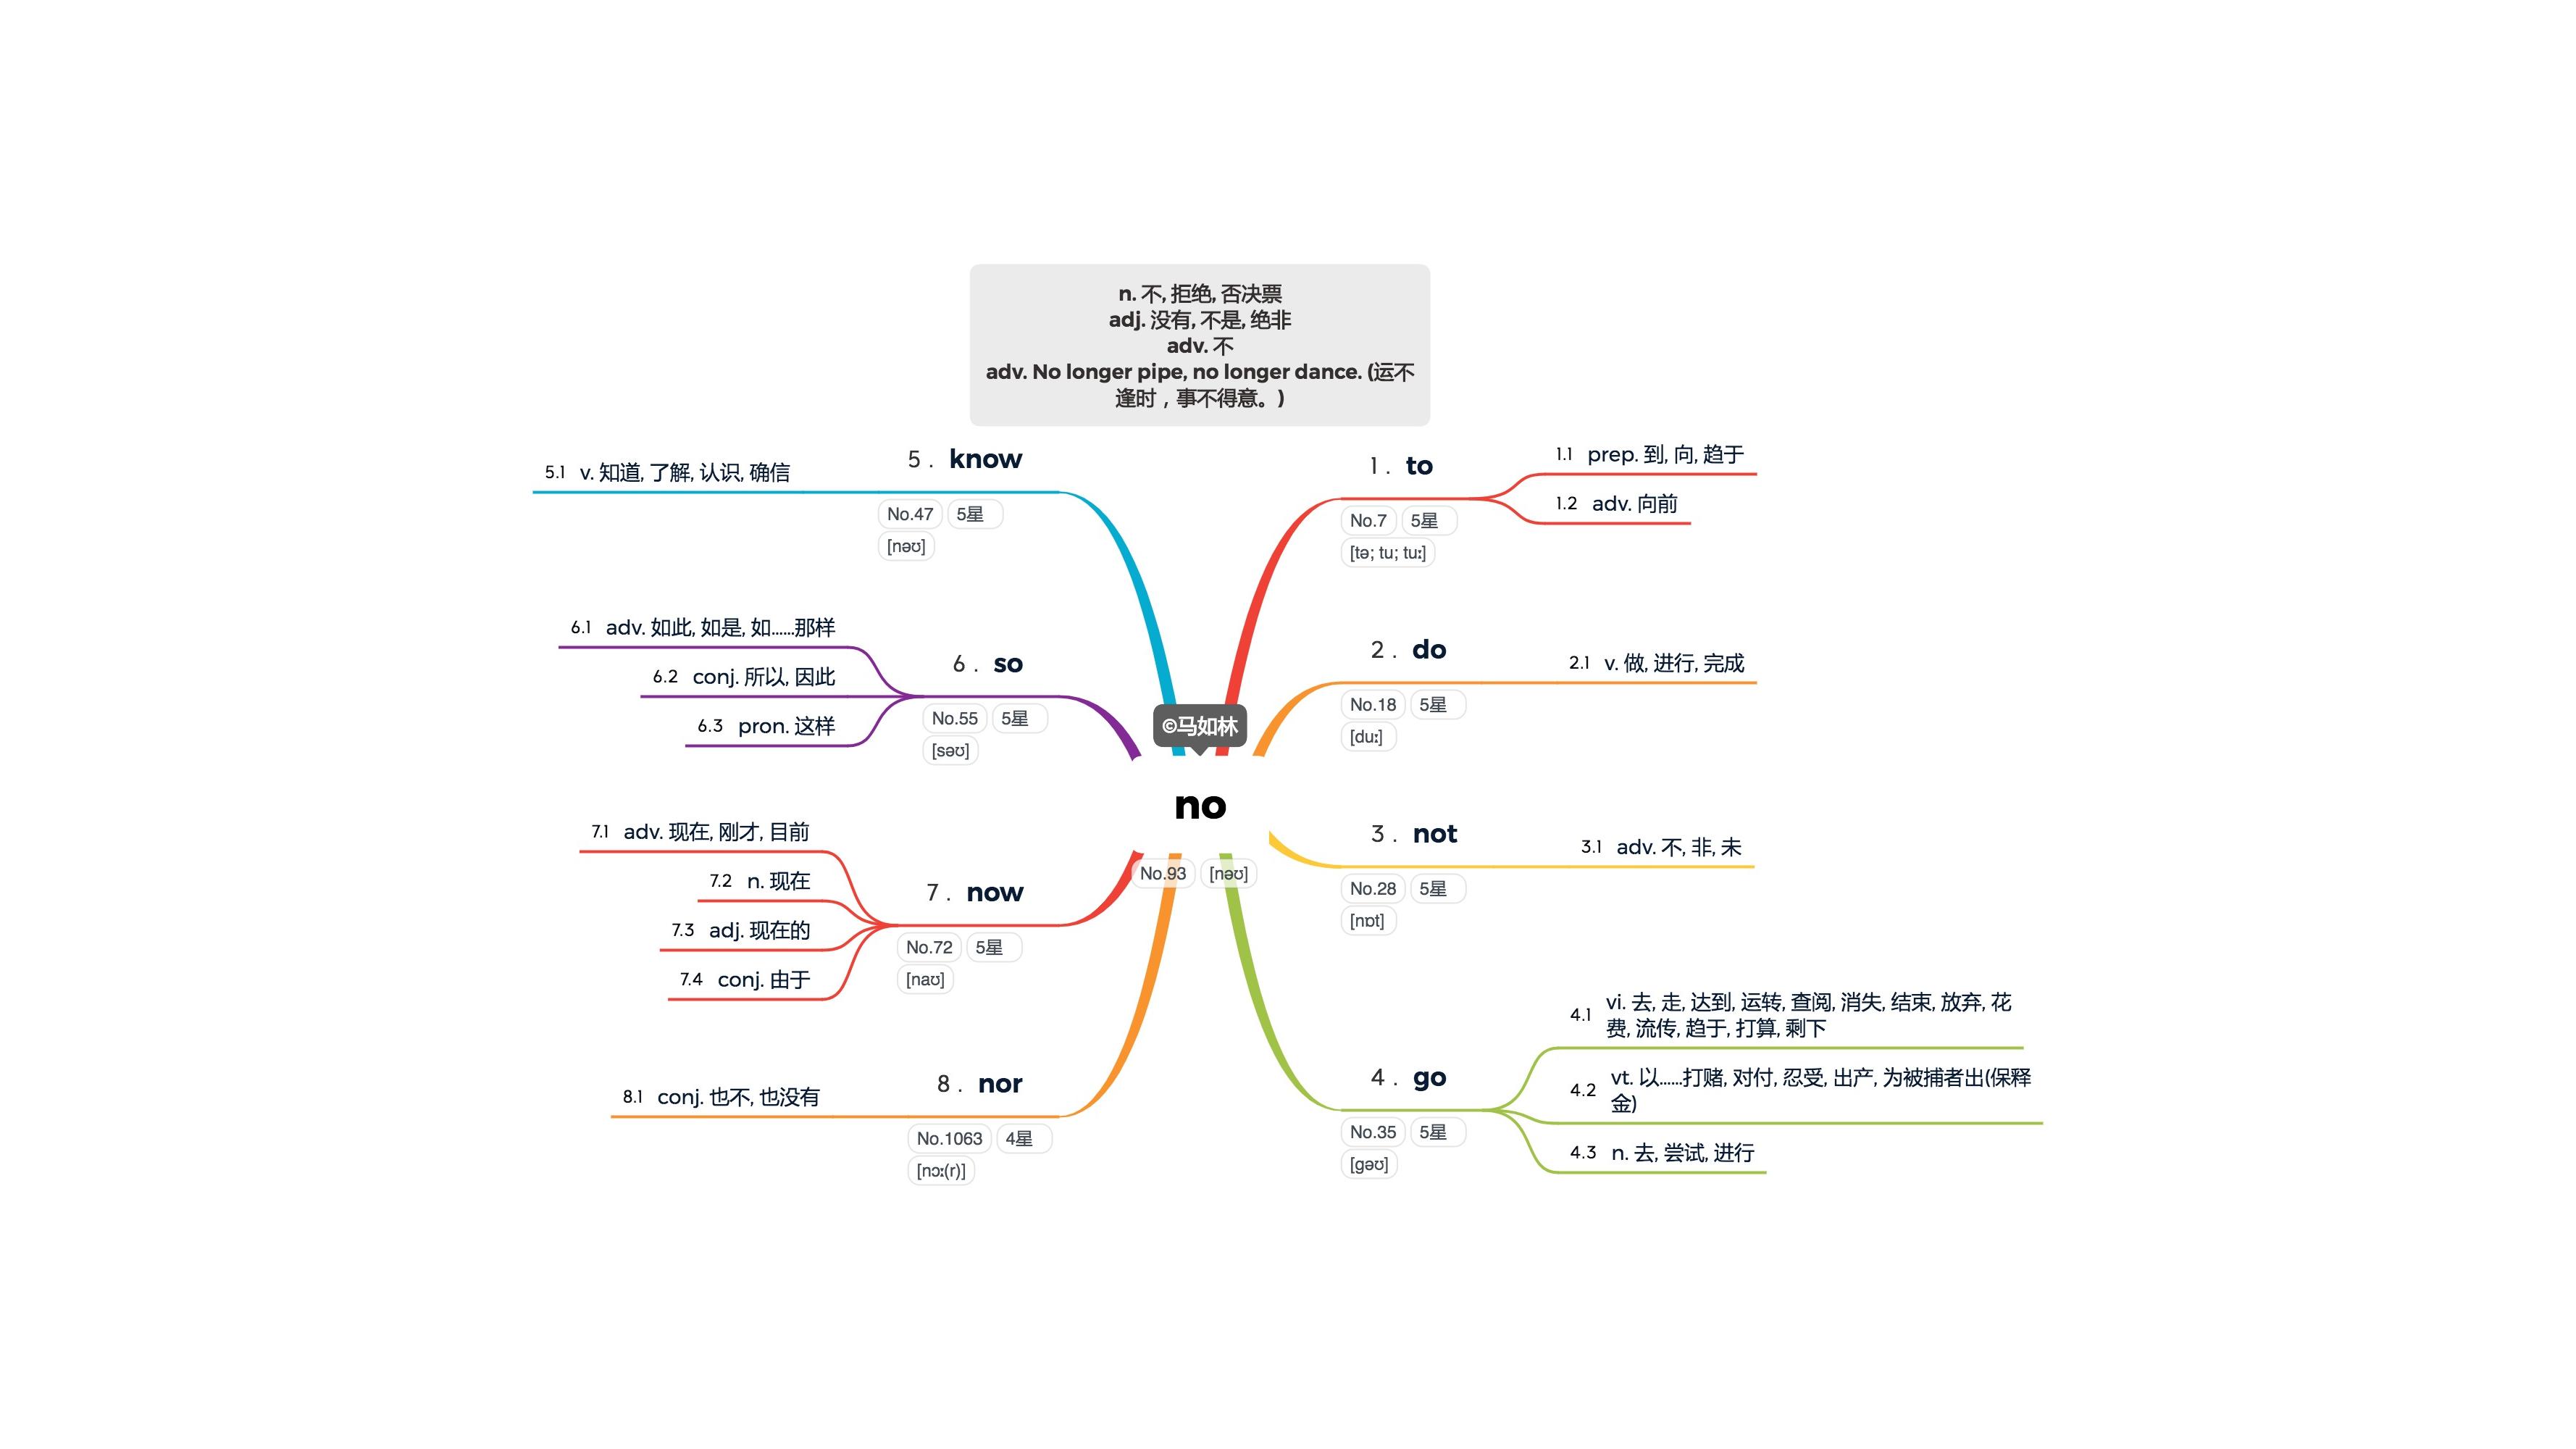 n. 不, 拒绝, 否决票
adj. 没有, 不是, 绝非
adv. 不
adv. No longer pipe, no longer dance. (运不
逢时，事不得意。)
©马如林
no
No.93 [nəʊ]
1. to
No.7 5星
[tə; tu; tuː]
1.1 prep. 到, 向, 趋于
1.2 adv. 向前
2. do
No.18 5星
[duː]
2.1 v. 做, 进行, 完成
3. not
No.28 5星
[nɒt]
3.1 adv. 不, 非, 未
4. go
No.35 5星
[gəʊ]
4.1 vi. 去, 走, 达到, 运转, 查阅, 消失, 结束, 放弃, 花
费, 流传, 趋于, 打算, 剩下
4.2 vt. 以……打赌, 对付, 忍受, 出产, 为被捕者出(保释
金)
4.3 n. 去, 尝试, 进行
5. know
No.47 5星
[nəʊ]
5.1 v. 知道, 了解, 认识, 确信
6. so
No.55 5星
[səʊ]
6.1 adv. 如此, 如是, 如……那样
6.2 conj. 所以, 因此
6.3 pron. 这样
7. now
No.72 5星
[naʊ]
7.1 adv. 现在, 刚才, 目前
7.2 n. 现在
7.3 adj. 现在的
7.4 conj. 由于
8. nor
No.1063 4星
[nɔː(r)]
8.1 conj. 也不, 也没有